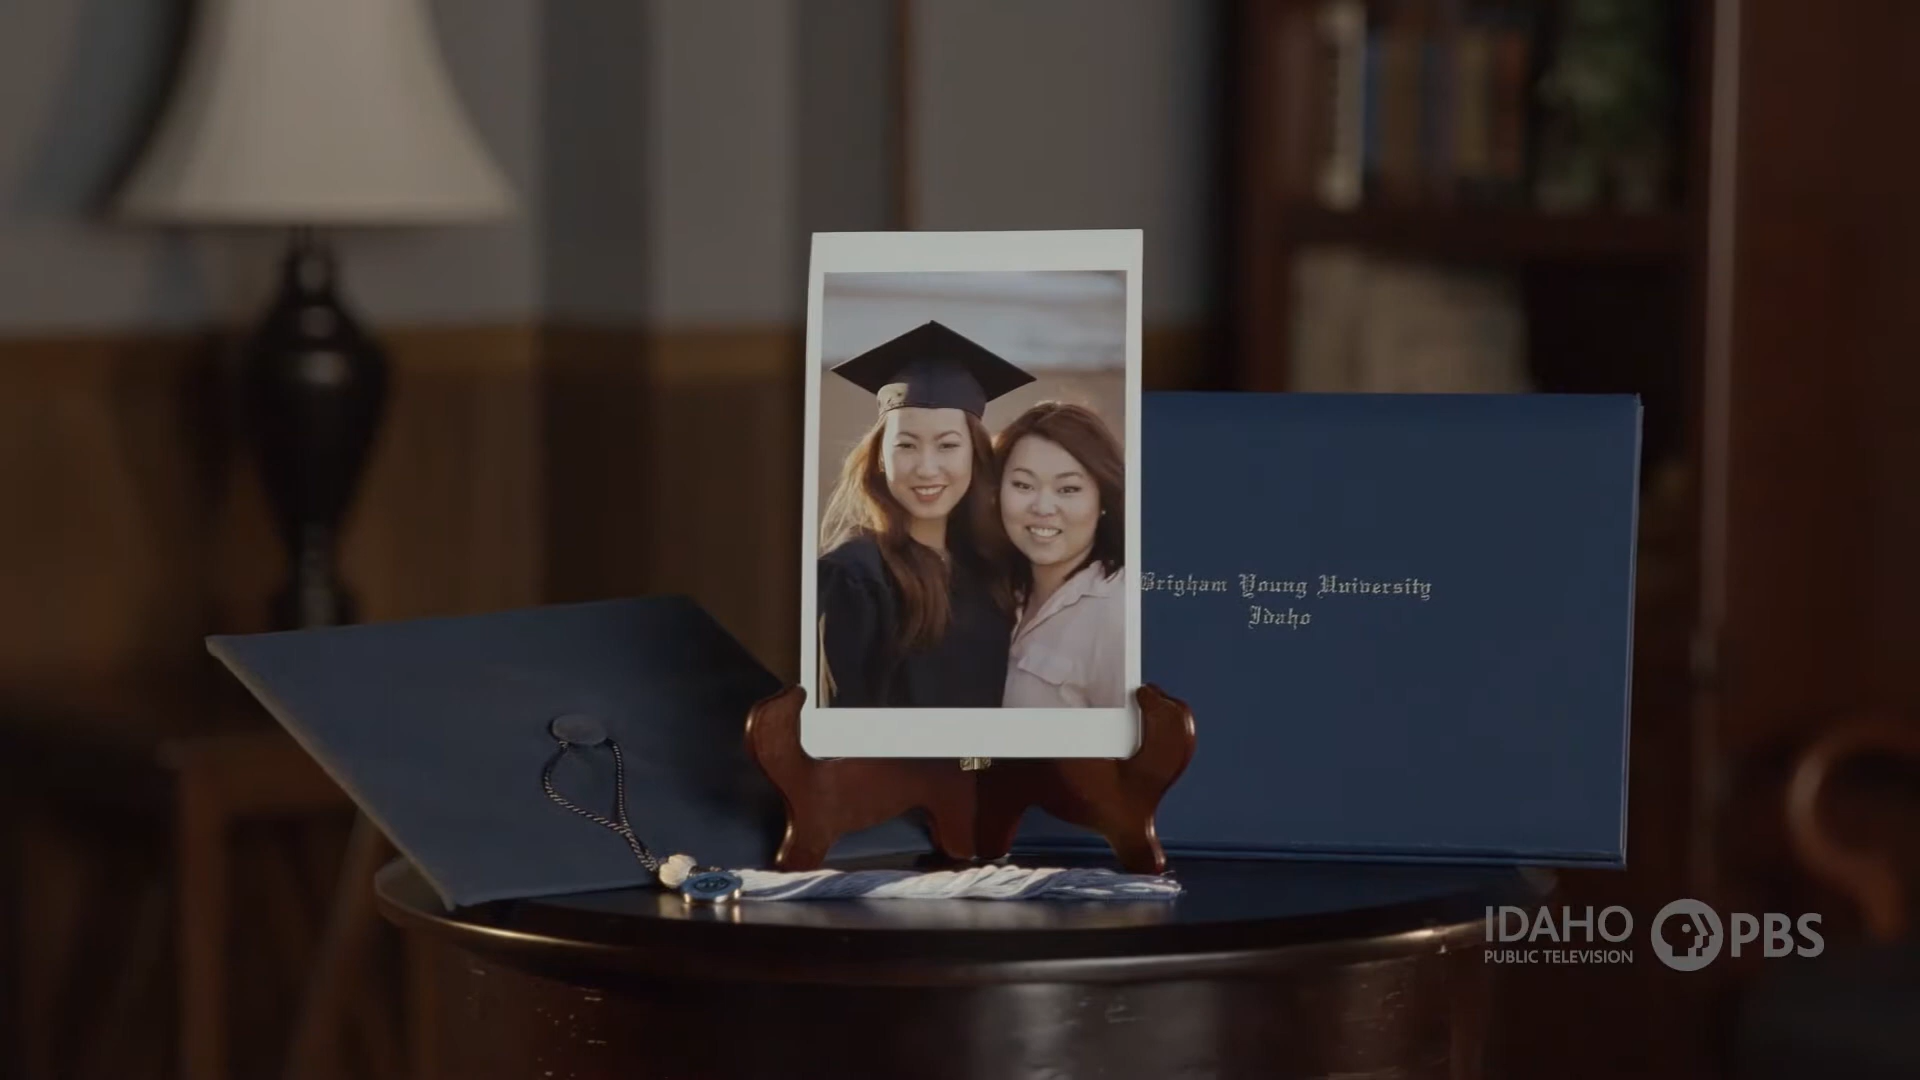 Brigham Young University
Idaho
IDAHO
PUBLIC TELEVISION
PBS